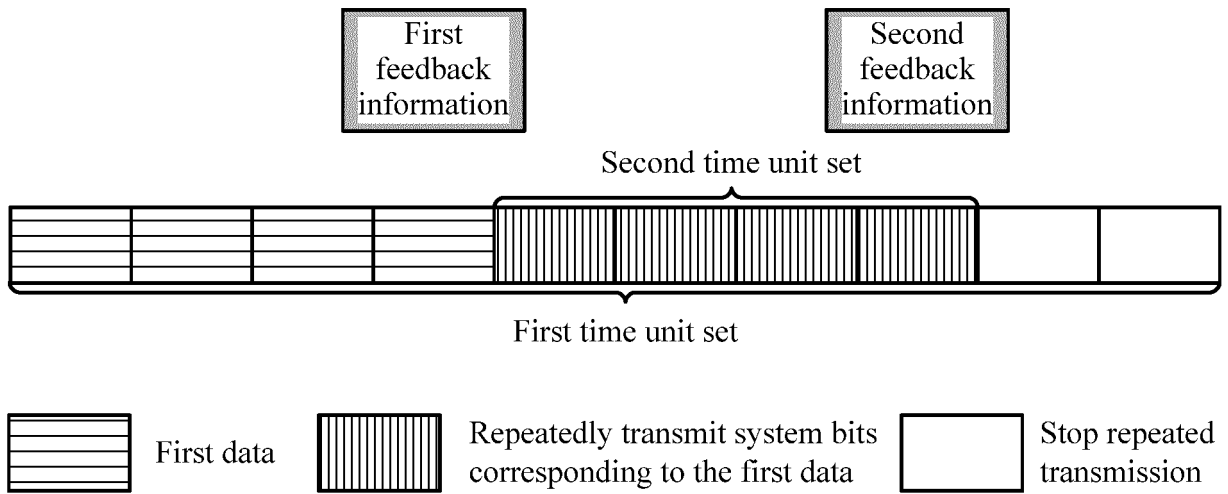 First
feedback
information
Second
feedback
information
Second time unit set
First time unit set
First data
Repeatedly transmit system bits
corresponding to the first data
Stop repeated
transmission